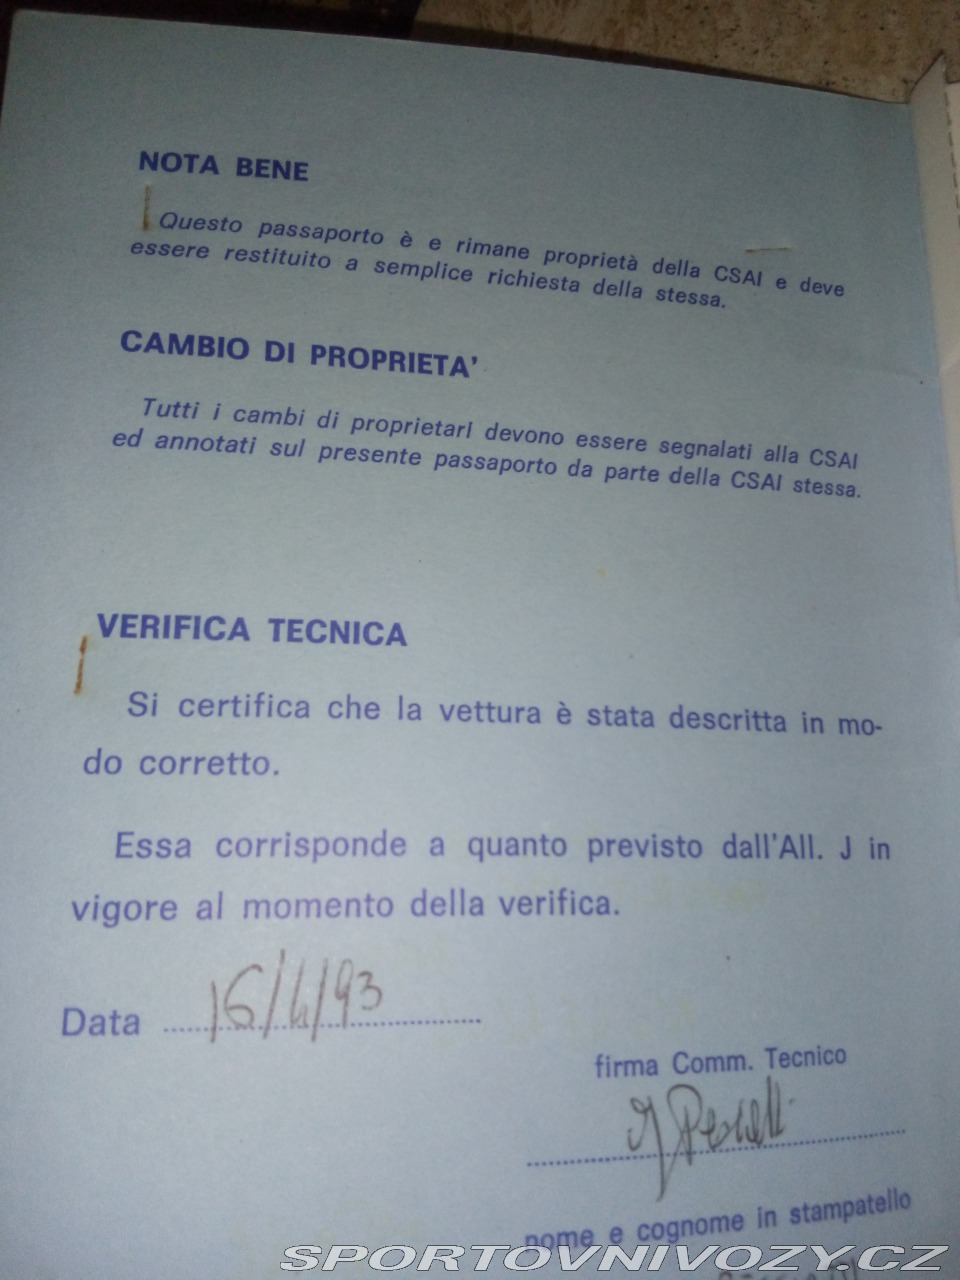 NOTA BENE
Questo passaporto è e rimane proprietà della CSAI e deve
essere restituito a semplice richiesta della stessa.
CAMBIO DI PROPRIETA'
Tutti i cambi di proprietari devono essere segnalati alla CSAI
ed annotati sul presente passaporto da parte della CSAI stessa.
VERIFICA TECNICA
Si certifica che la vettura è stata descritta in mo-
do corretto.
Essa corrisponde a quanto previsto dall'All. J in
vigore al momento della verifica.
Data 16/4/93
firma Comm. Tecnico
nome e cognome in stampatello
SPORTOVNIVOZY.CZ